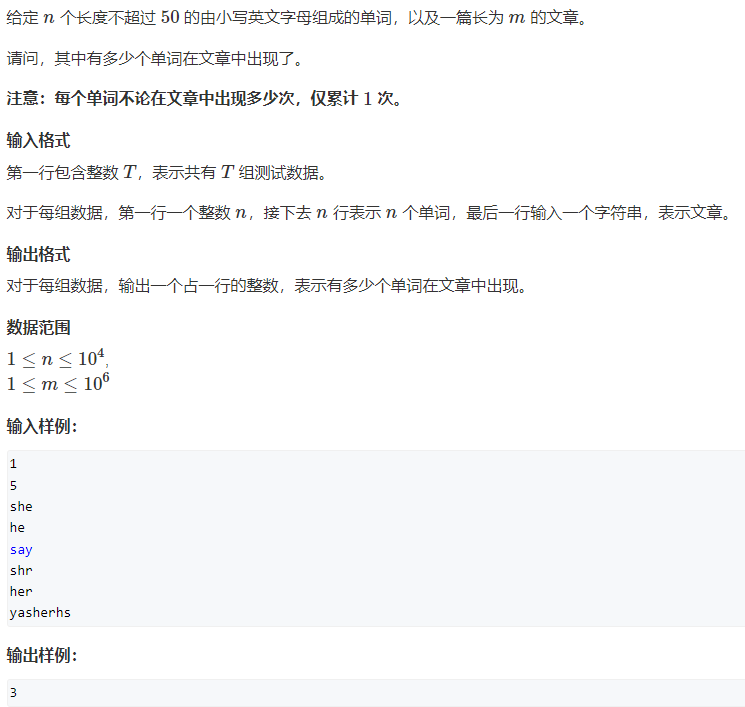 给定 n 个长度不超过 50 的由小写英文字母组成的单词，以及一篇长为 m 的文章。
请问，其中有多少个单词在文章中出现了。
注意：每个单词不论在文章中出现多少次，仅累计 1 次。
输入格式
第一行包含整数 T，表示共有 T 组测试数据。
对于每组数据，第一行一个整数 n，接下去 n 行表示 n 个单词，最后一行输入一个字符串，表示文章。
输出格式
对于每组数据，输出一个占一行的整数，表示有多少个单词在文章中出现。
数据范围
1 ≤ n ≤ 10⁴,
1 ≤ m ≤ 10⁶
输入样例：
1
5
she
he
say
shr
her
yasherhs
输出样例：
3